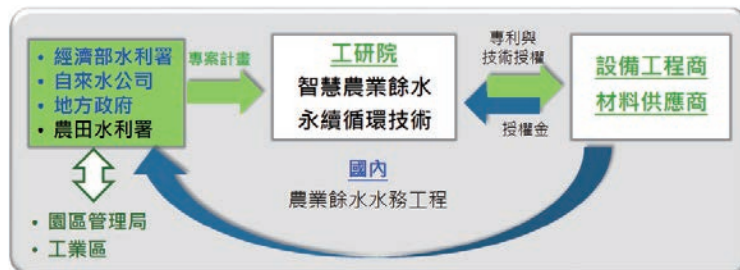 • 經濟部水利署
• 自來水公司
• 地方政府
• 農田水利署
專案計畫
工研院
智慧農業餘水
永續循環技術
專利與
技術授權
授權金
設備工程商
材料供應商
國內
農業餘水水務工程
• 園區管理局
• 工業區